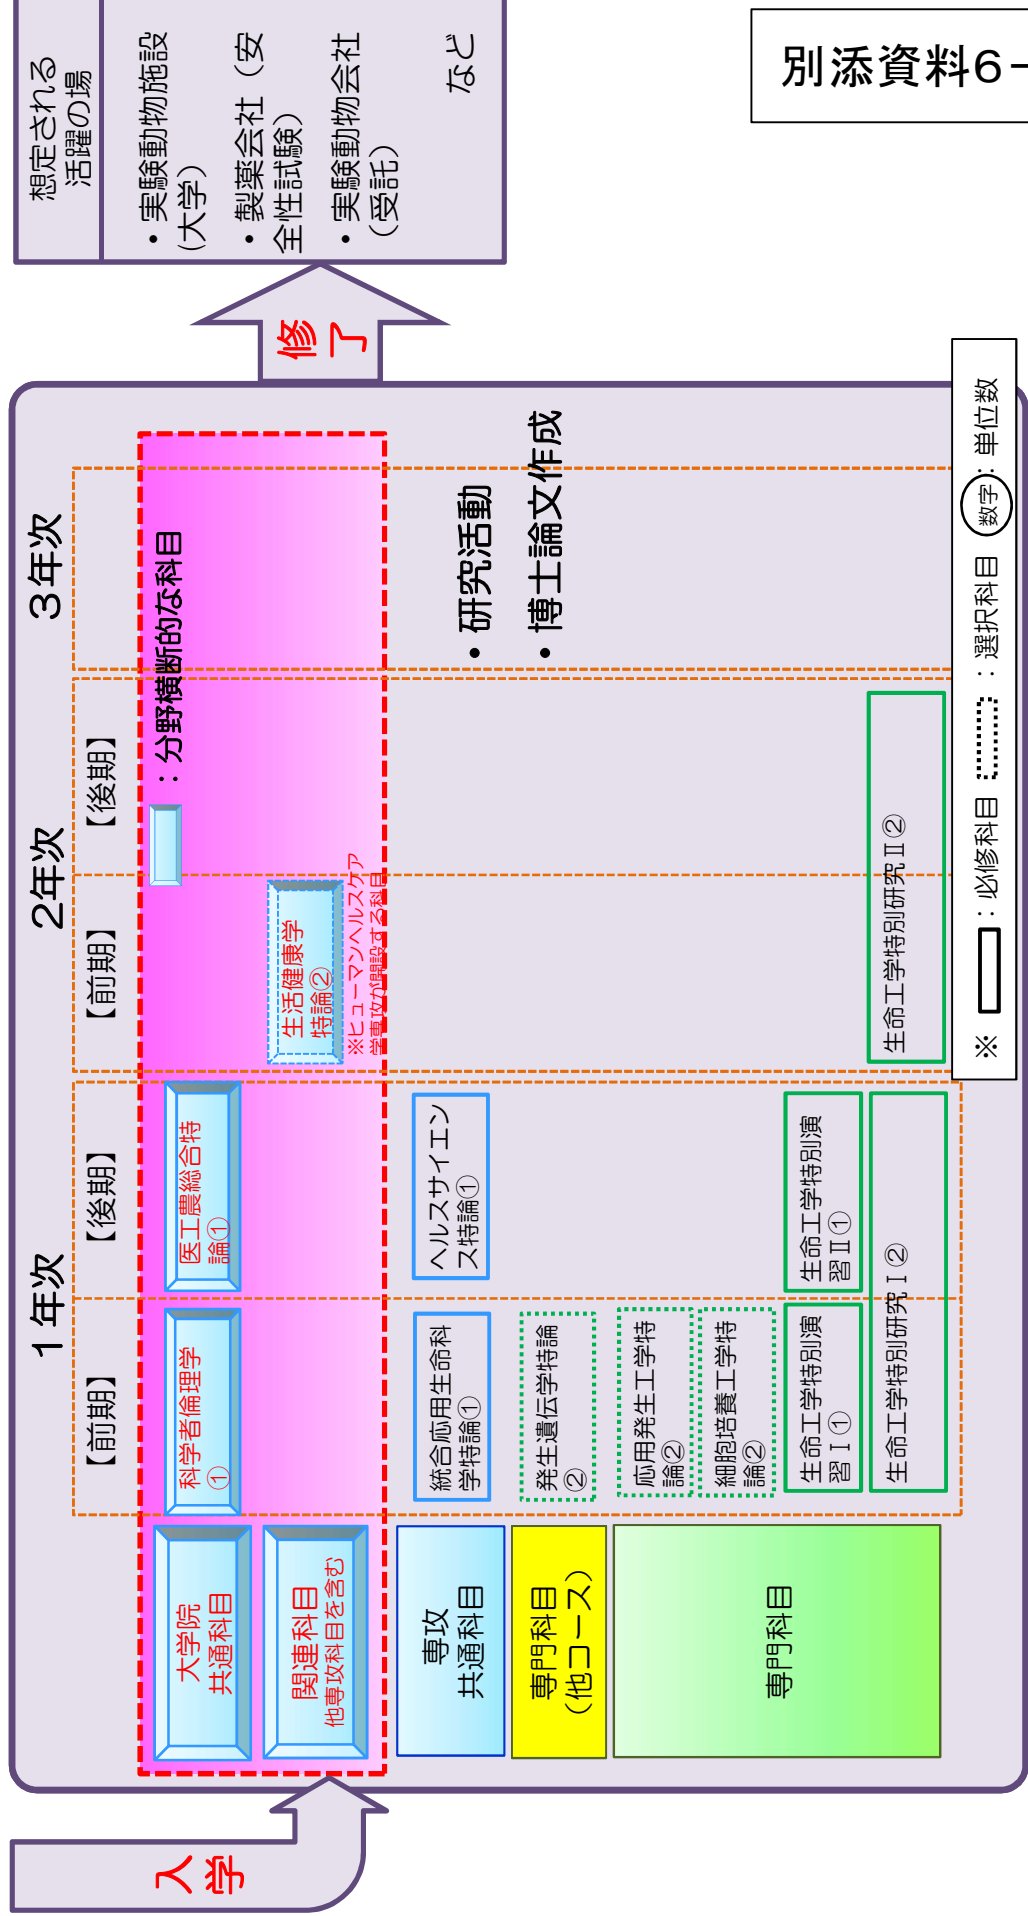 別添資料6-
入
学
1年次
2年次
3年次
【前期】
【後期】
【前期】
【後期】
大学院
共通科目
科学者倫理学
①
医工農総合特
論①
：分野横断的な科目
関連科目
他専攻科目を含む
生活健康学
特論②
※ヒューマンヘルスケア
学専攻が開設する科目
専攻
共通科目
統合応用生命科
学特論①
ヘルスサイエン
ス特論①
・研究活動
・博士論文作成
専門科目
(他コース)
発生遺伝学特論
②
専門科目
応用発生工学特
論②
細胞培養工学特
論②
生命工学特別演
習Ⅰ①
生命工学特別演
習Ⅱ①
生命工学特別研究Ⅰ②
生命工学特別研究Ⅱ②
※ ：必修科目 ：選択科目 数字：単位数
修
了
想定される
活躍の場
・実験動物施設
(大学)
・製薬会社（安
全性試験）
・実験動物会社
（受託）
など